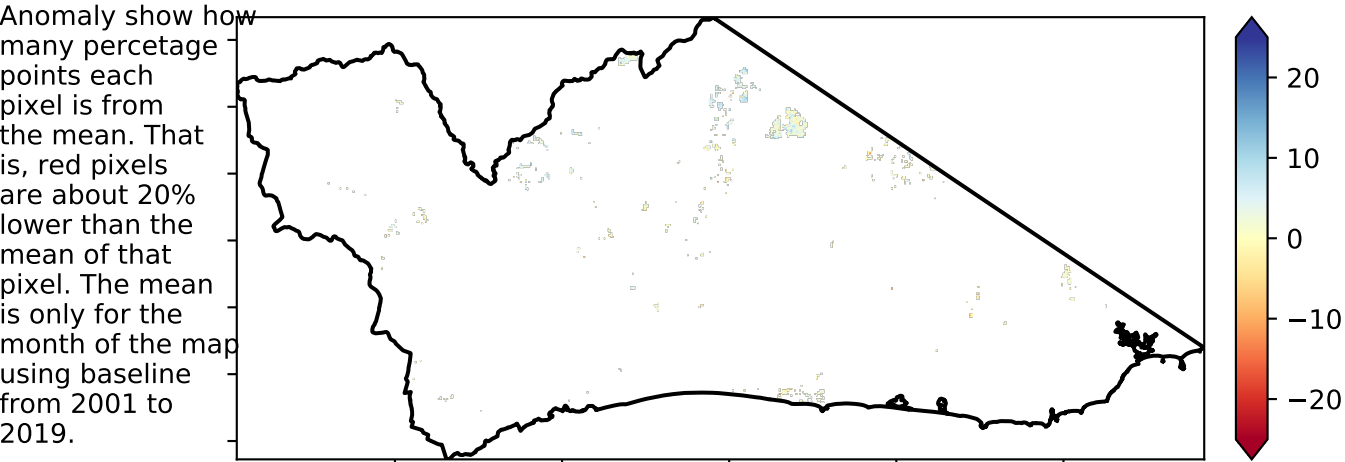 Anomaly show how
many percetage
points each
pixel is from
the mean. That
is, red pixels
are about 20%
lower than the
mean of that
pixel. The mean
is only for the
month of the map
using baseline
from 2001 to
2019.
20
10
0
−10
−20